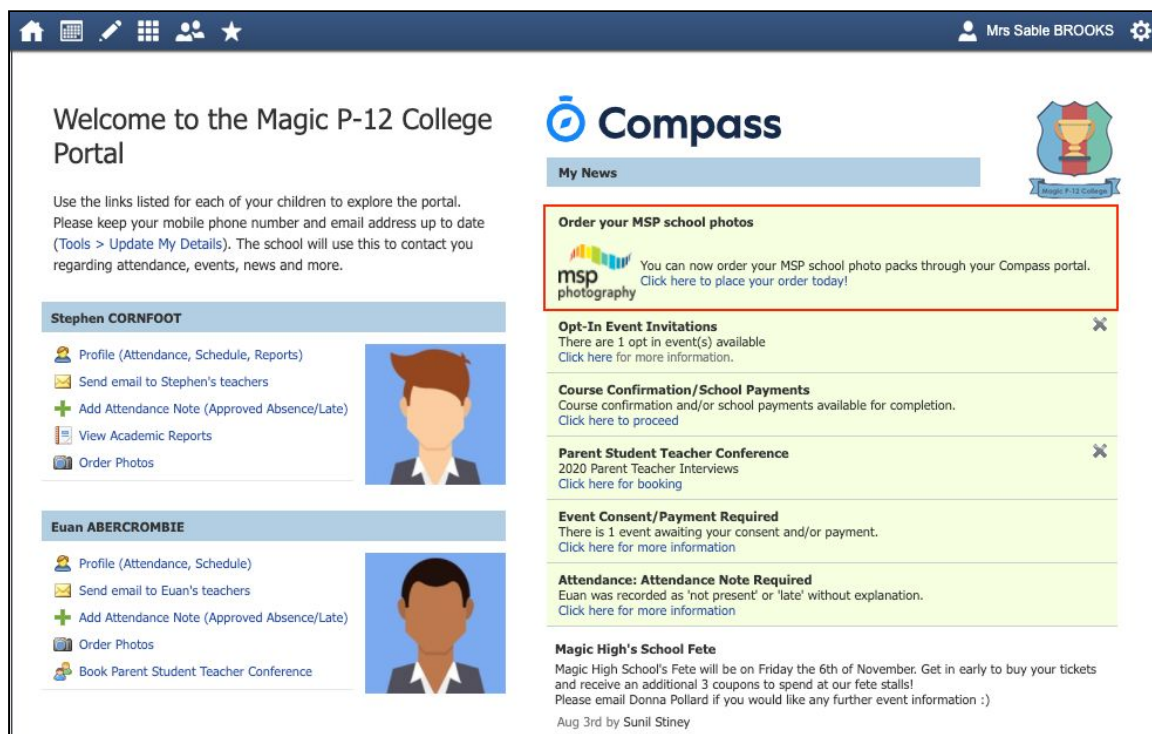 Mrs Sable BROOKS
Welcome to the Magic P-12 College
Portal
Use the links listed for each of your children to explore the portal.
Please keep your mobile phone number and email address up to date
(Tools > Update My Details). The school will use this to contact you
regarding attendance, events, news and more.
Stephen CORNFOOT
Profile (Attendance, Schedule, Reports)
Send email to Stephen's teachers
Add Attendance Note (Approved Absence/Late)
View Academic Reports
Order Photos
Euan ABERCROMBIE
Profile (Attendance, Schedule)
Send email to Euan's teachers
Add Attendance Note (Approved Absence/Late)
Order Photos
Book Parent Student Teacher Conference
Compass
Magic P-12 College
My News
Order your MSP school photos
msp
photography
You can now order your MSP school photo packs through your Compass portal.
Click here to place your order today!
Opt-In Event Invitations
There are 1 opt in event(s) available
Click here for more information.
Course Confirmation/School Payments
Course confirmation and/or school payments available for completion.
Click here to proceed
Parent Student Teacher Conference
2020 Parent Teacher Interviews
Click here for booking
Event Consent/Payment Required
There is 1 event awaiting your consent and/or payment.
Click here for more information
Attendance: Attendance Note Required
Euan was recorded as 'not present' or 'late' without explanation.
Click here for more information
Magic High's School Fete
Magic High School's Fete will be on Friday the 6th of November. Get in early to buy your tickets
and receive an additional 3 coupons to spend at our fete stalls!
Please email Donna Pollard if you would like any further event information :)
Aug 3rd by Sunil Stiney